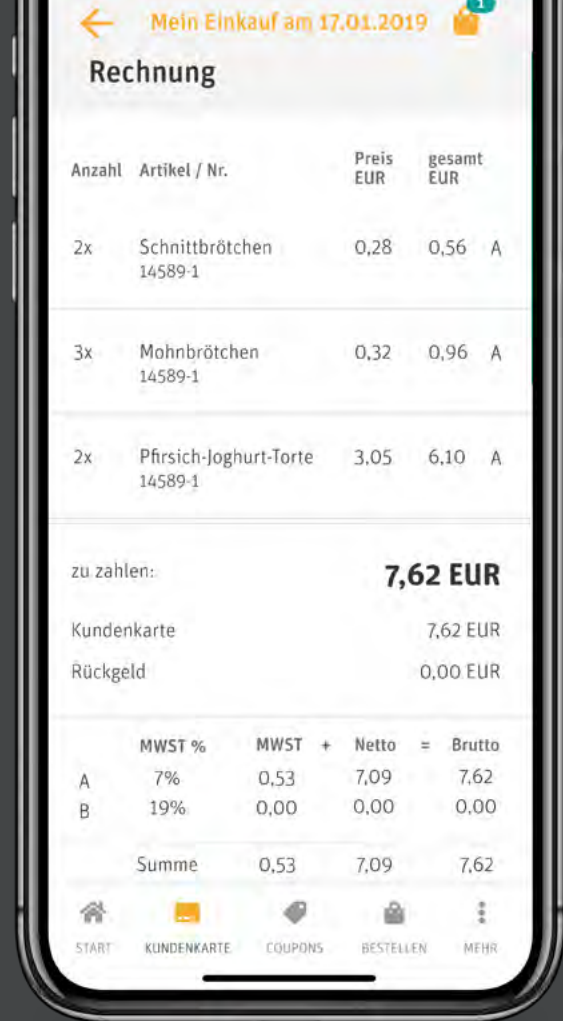 1
Mein Einkauf am 17.01.2019
Rechnung
Anzahl Artikel / Nr. Preis EUR gesamt EUR
2x Schnittbrötchen 0,28 0,56 A
14589-1
3x Mohnbrötchen 0,32 0,96 A
14589-1
2x Pfirsich-Joghurt-Torte 3,05 6,10 A
14589-1
zu zahlen: 7,62 EUR
Kundenkarte 7,62 EUR
Rückgeld 0,00 EUR
MWST % MWST + Netto = Brutto
A 7% 0,53 7,09 7,62
B 19% 0,00 0,00 0,00
Summe 0,53 7,09 7,62
START KUNDENKARTE COUPONS BESTELLEN MEHR